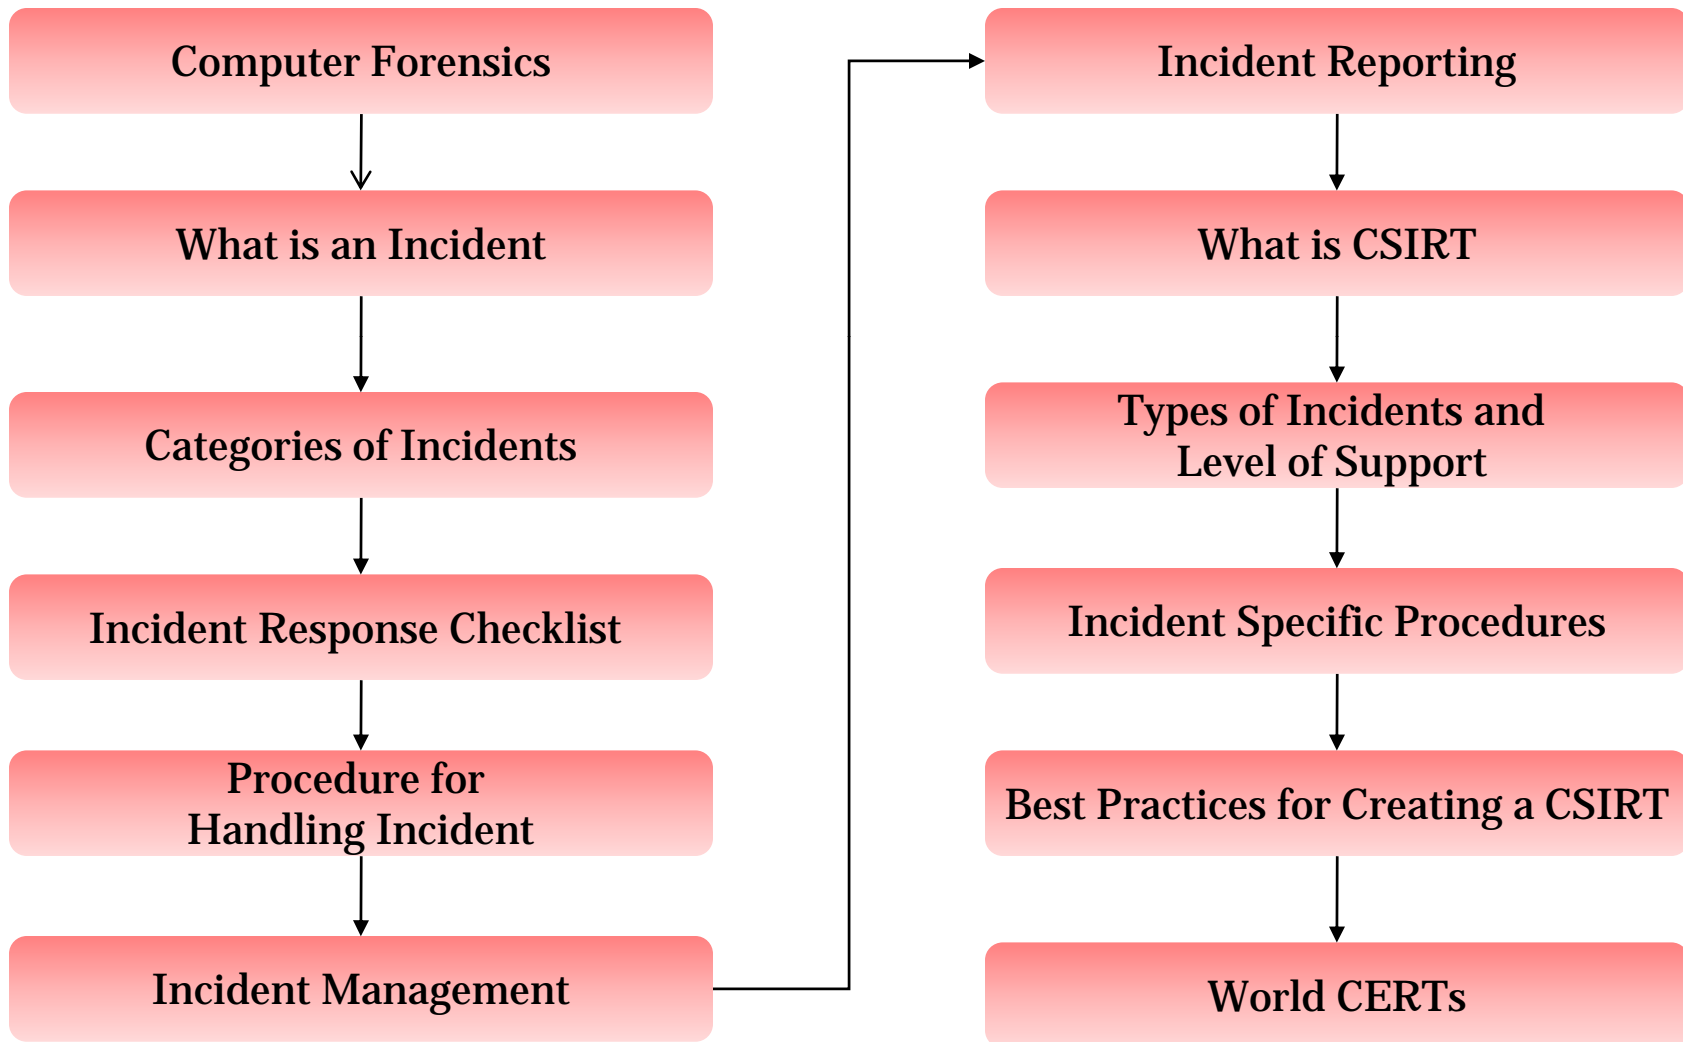 Computer Forensics
What is an Incident
Categories of Incidents
Incident Response Checklist
Procedure for
Handling Incident
Incident Management
Incident Reporting
What is CSIRT
Types of Incidents and
Level of Support
Incident Specific Procedures
Best Practices for Creating a CSIRT
World CERTs